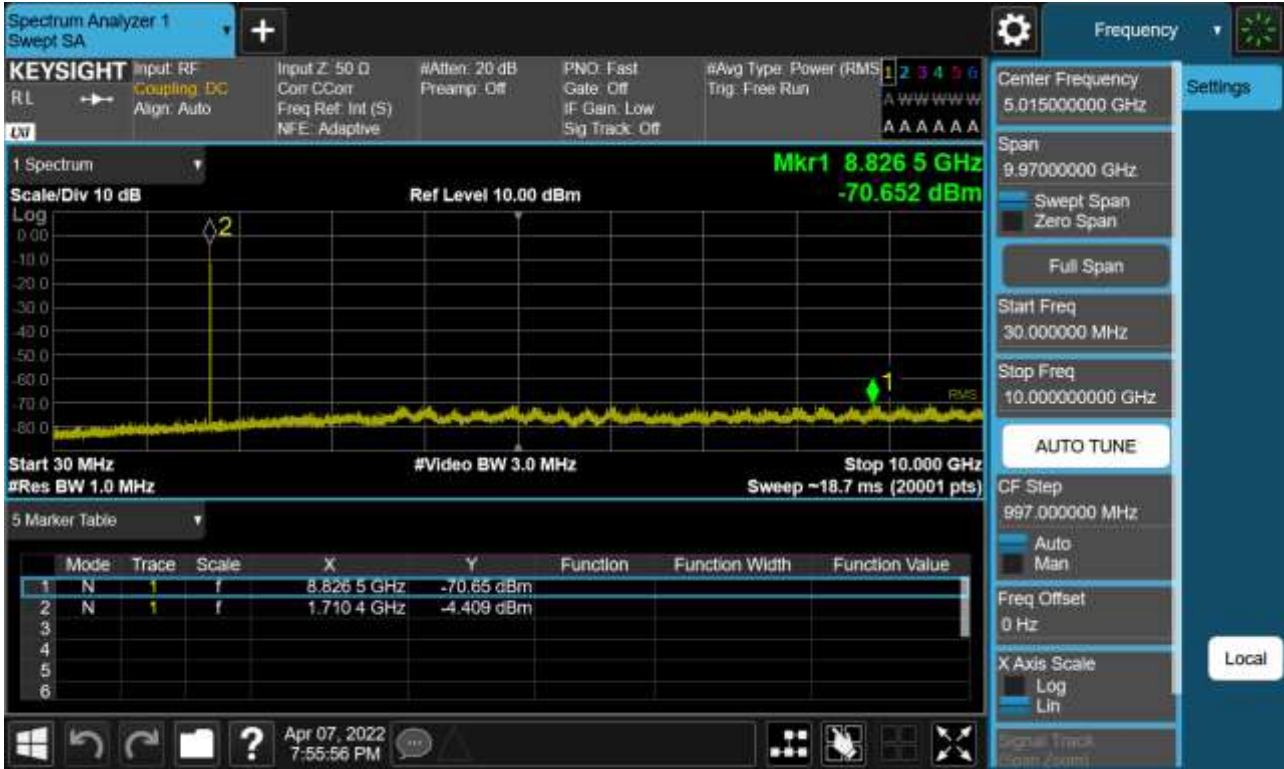 Spectrum Analyzer 1
Swept SA
+
Frequency
KEYSIGHT
RL
LXI
Input: RF
Coupling: DC
Align: Auto
Input Z: 50 Ω
Corr CCorr
Freq Ref: Int (S)
NFE: Adaptive
#Atten: 20 dB
Preamp: Off
PNO: Fast
Gate: Off
IF Gain: Low
Sig Track: Off
#Avg Type: Power (RMS
Trig: Free Run
1 2 3 4 5 6
A W W W W W
A A A A A A
1 Spectrum
Scale/Div 10 dB
Ref Level 10.00 dBm
Mkr1 8.826 5 GHz
-70.652 dBm
Log
0.00
-10.0
-20.0
-30.0
-40.0
-50.0
-60.0
-70.0
-80.0
2
1
RMS
Start 30 MHz
#Video BW 3.0 MHz
Stop 10.000 GHz
#Res BW 1.0 MHz
Sweep ~18.7 ms (20001 pts)
5 Marker Table
Mode Trace Scale X Y Function Function Width Function Value
1 N 1 f 8.826 5 GHz -70.65 dBm
2 N 1 f 1.710 4 GHz -4.409 dBm
3
4
5
6
Center Frequency
5.015000000 GHz
Settings
Span
9.97000000 GHz
Swept Span
Zero Span
Full Span
Start Freq
30.000000 MHz
Stop Freq
10.000000000 GHz
AUTO TUNE
CF Step
997.000000 MHz
Auto
Man
Freq Offset
0 Hz
X Axis Scale
Log
Lin
Signal Track
(Span Zoom)
Local
?
Apr 07, 2022
7:55:56 PM